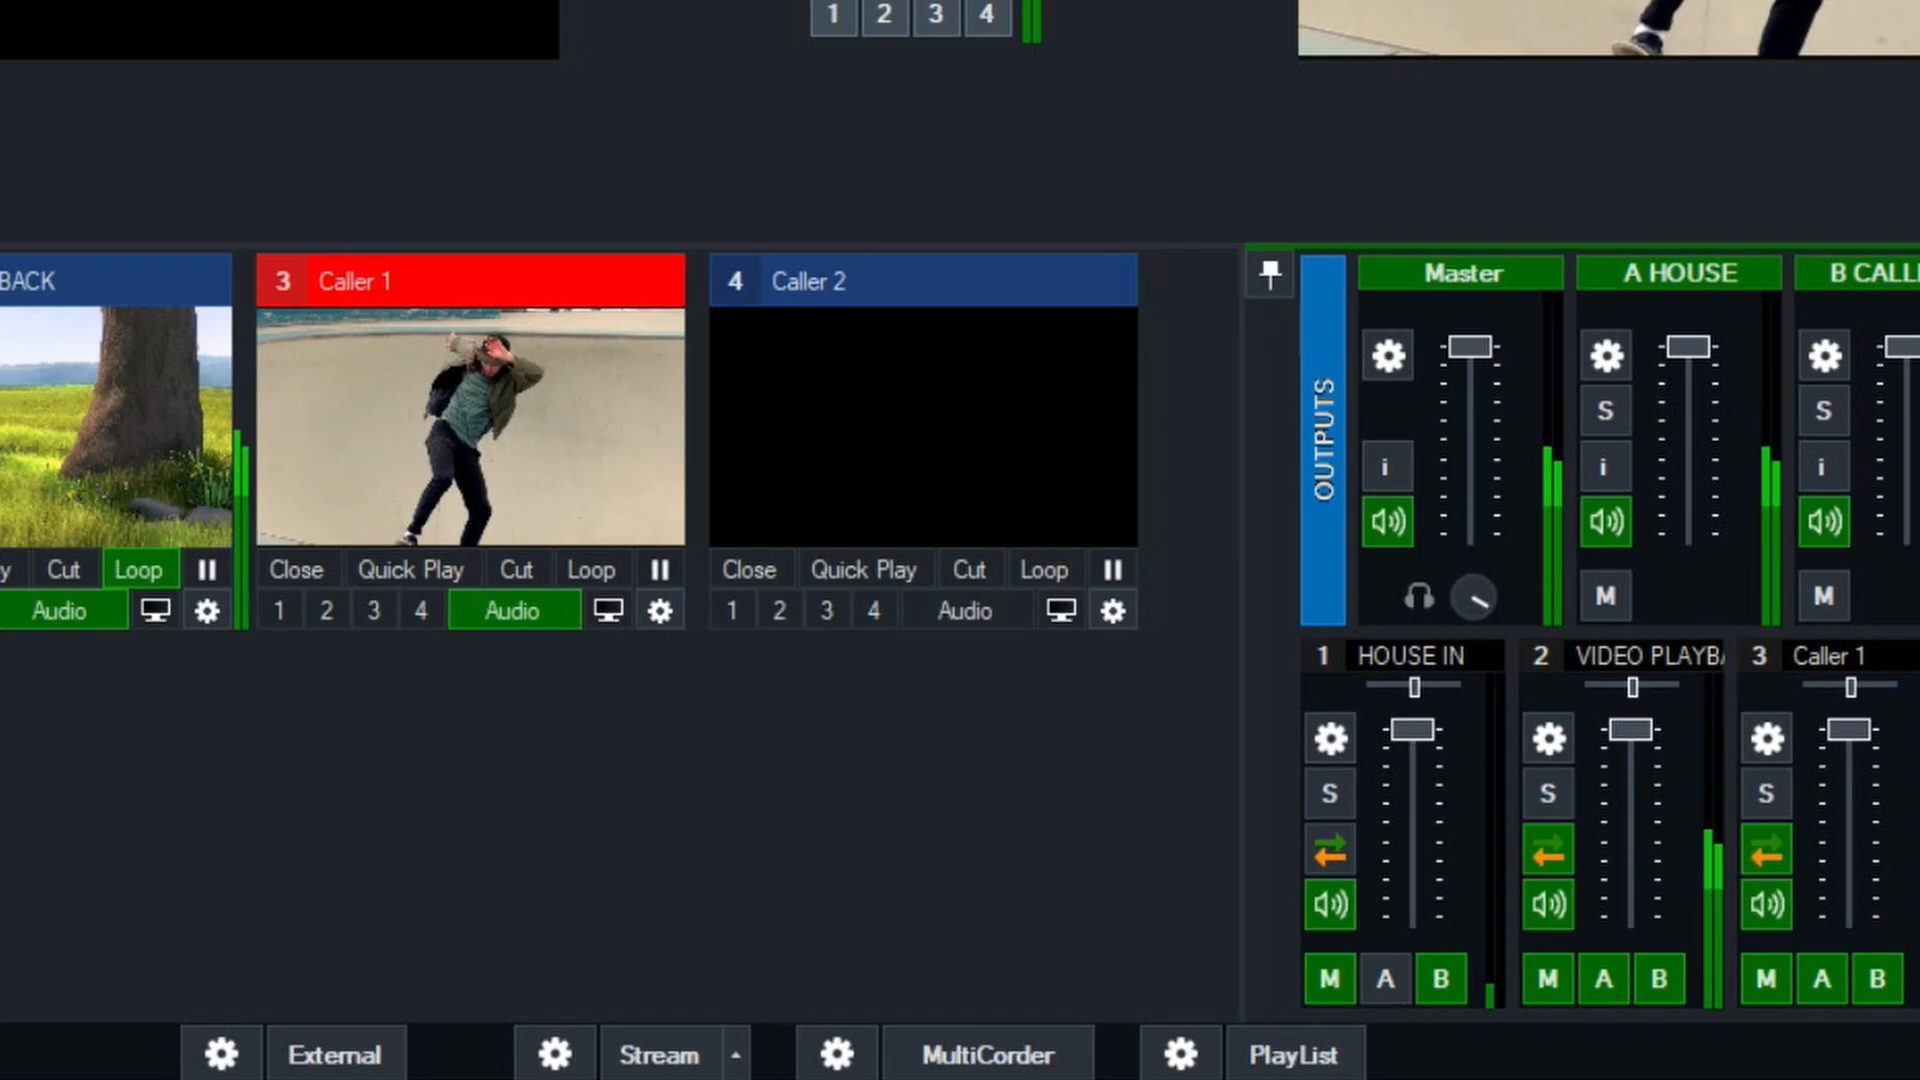 1 2 3 4
BACK
3 Caller 1
4 Caller 2
Master
A HOUSE
B CALL
OUTPUTS
S
S
i
i
i
y Cut Loop
Close Quick Play Cut Loop
Close Quick Play Cut Loop
Audio
1 2 3 4 Audio
1 2 3 4 Audio
M
M
1 HOUSE IN
2 VIDEO PLAYBA
3 Caller 1
S
S
S
M A B
M A B
M A B
External
Stream
MultiCorder
PlayList